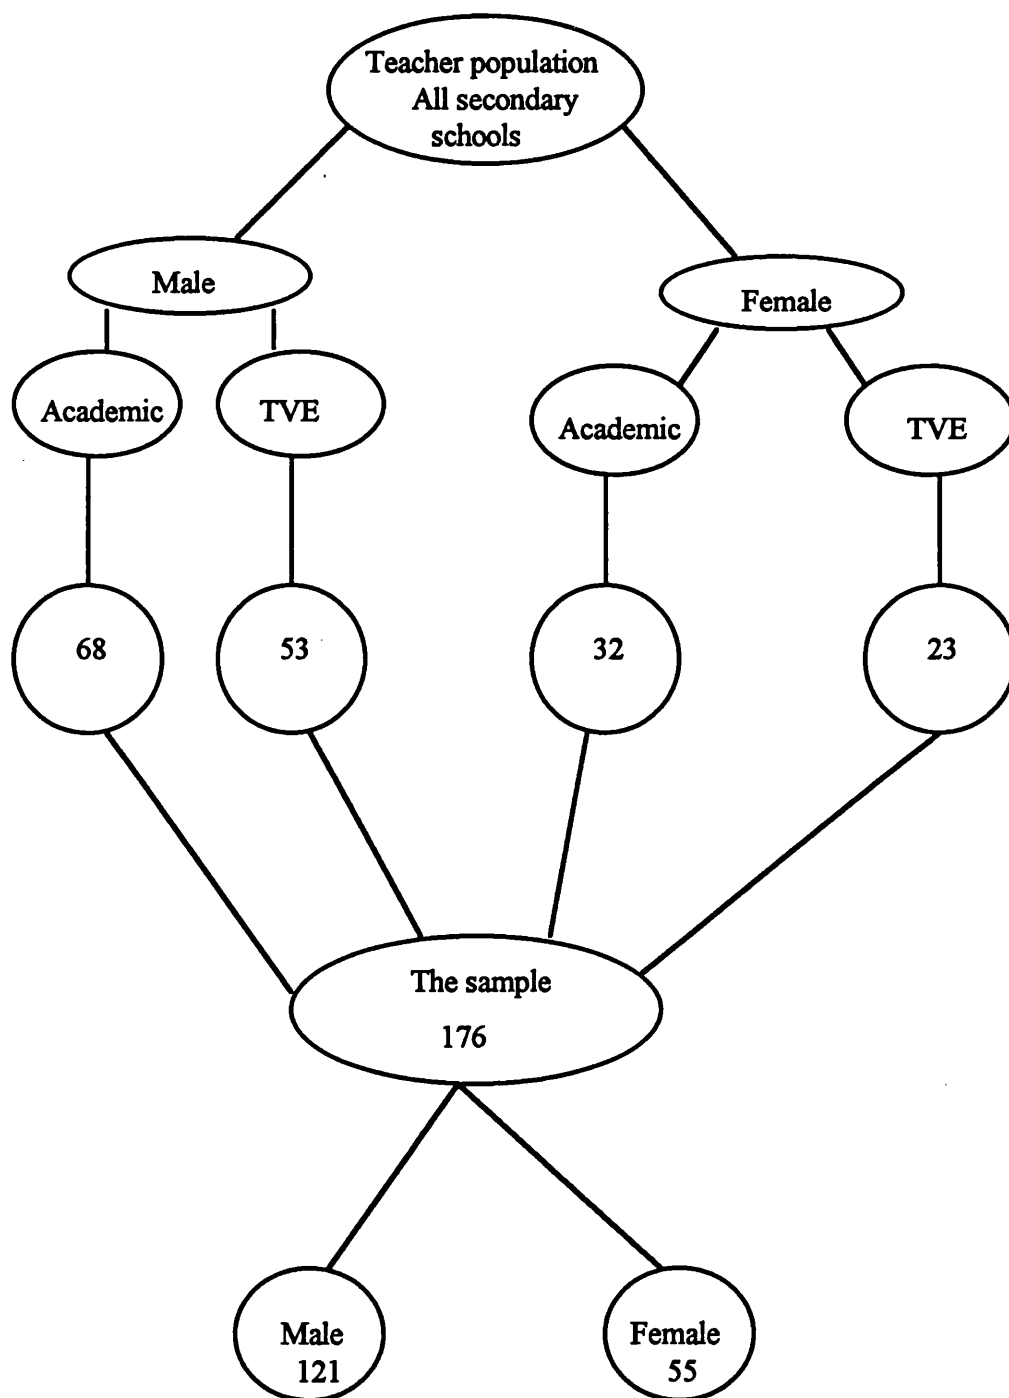 Teacher population
All secondary
schools
Male
Female
Academic
TVE
Academic
TVE
68
53
32
23
The sample
176
Male
121
Female
55